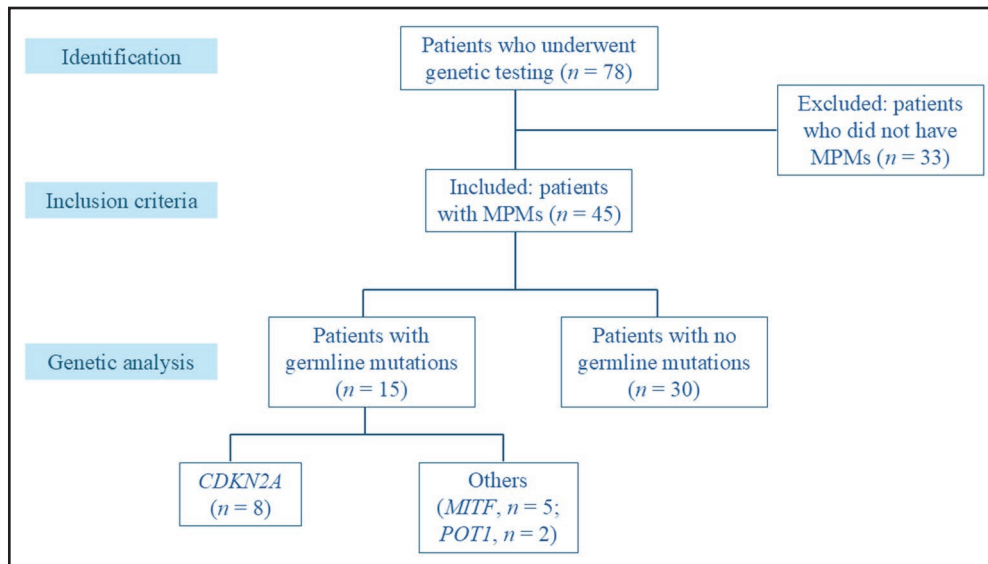 Identification
Patients who underwent
genetic testing (n = 78)
Excluded: patients
who did not have
MPMs (n = 33)
Inclusion criteria
Included: patients
with MPMs (n = 45)
Genetic analysis
Patients with
germline mutations
(n = 15)
Patients with no
germline mutations
(n = 30)
CDKN2A
(n = 8)
Others
(MITF, n = 5;
POT1, n = 2)